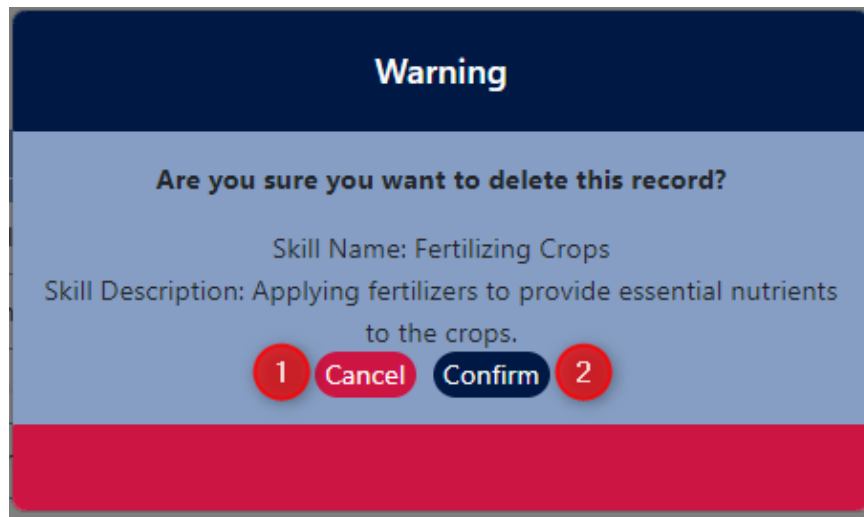 Warning
Are you sure you want to delete this record?
Skill Name: Fertilizing Crops
Skill Description: Applying fertilizers to provide essential nutrients
to the crops.
1 Cancel Confirm 2